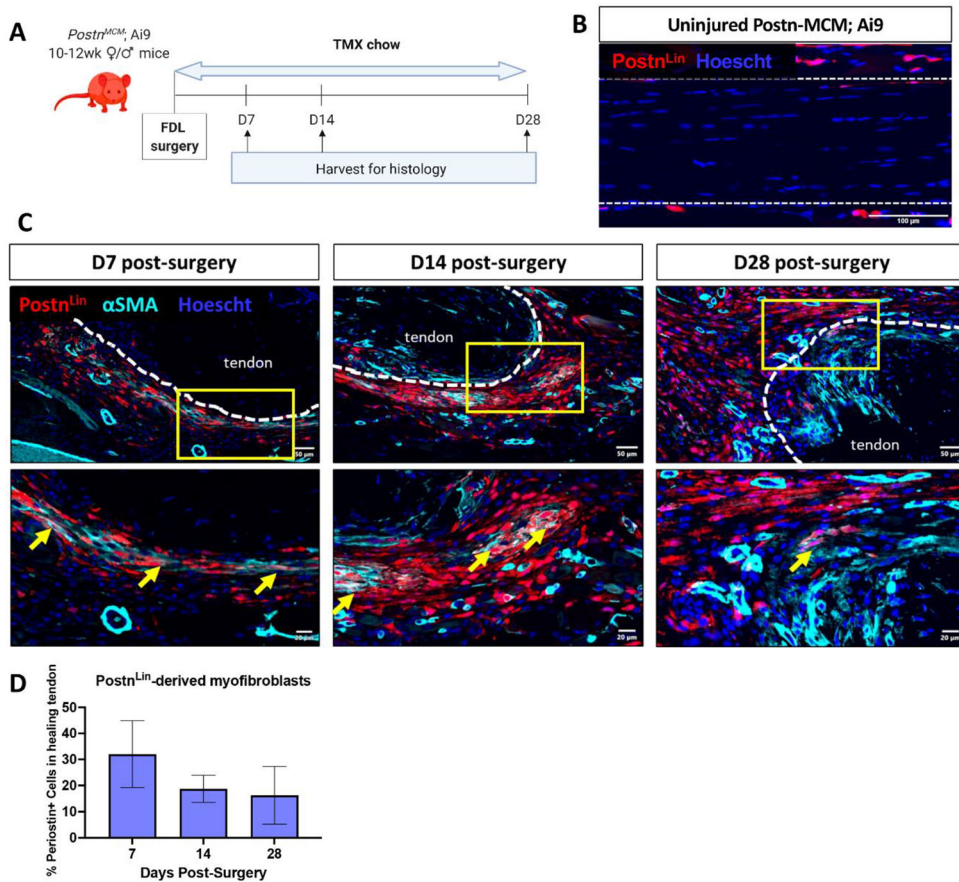 A
Postn^MCM; Ai9
10-12wk ♀/♂ mice
TMX chow
FDL
surgery
D7
D14
D28
Harvest for histology
B
Uninjured Postn-MCM; Ai9
Postn^Lin Hoescht
100 µm
C
D7 post-surgery
D14 post-surgery
D28 post-surgery
Postn^Lin αSMA Hoescht
tendon
50 µm
tendon
50 µm
tendon
50 µm
20 µm
20 µm
20 µm
D
Postn^Lin-derived myofibroblasts
% Periostin+ Cells in healing tendon
50
40
30
20
10
0
7
14
28
Days Post-Surgery